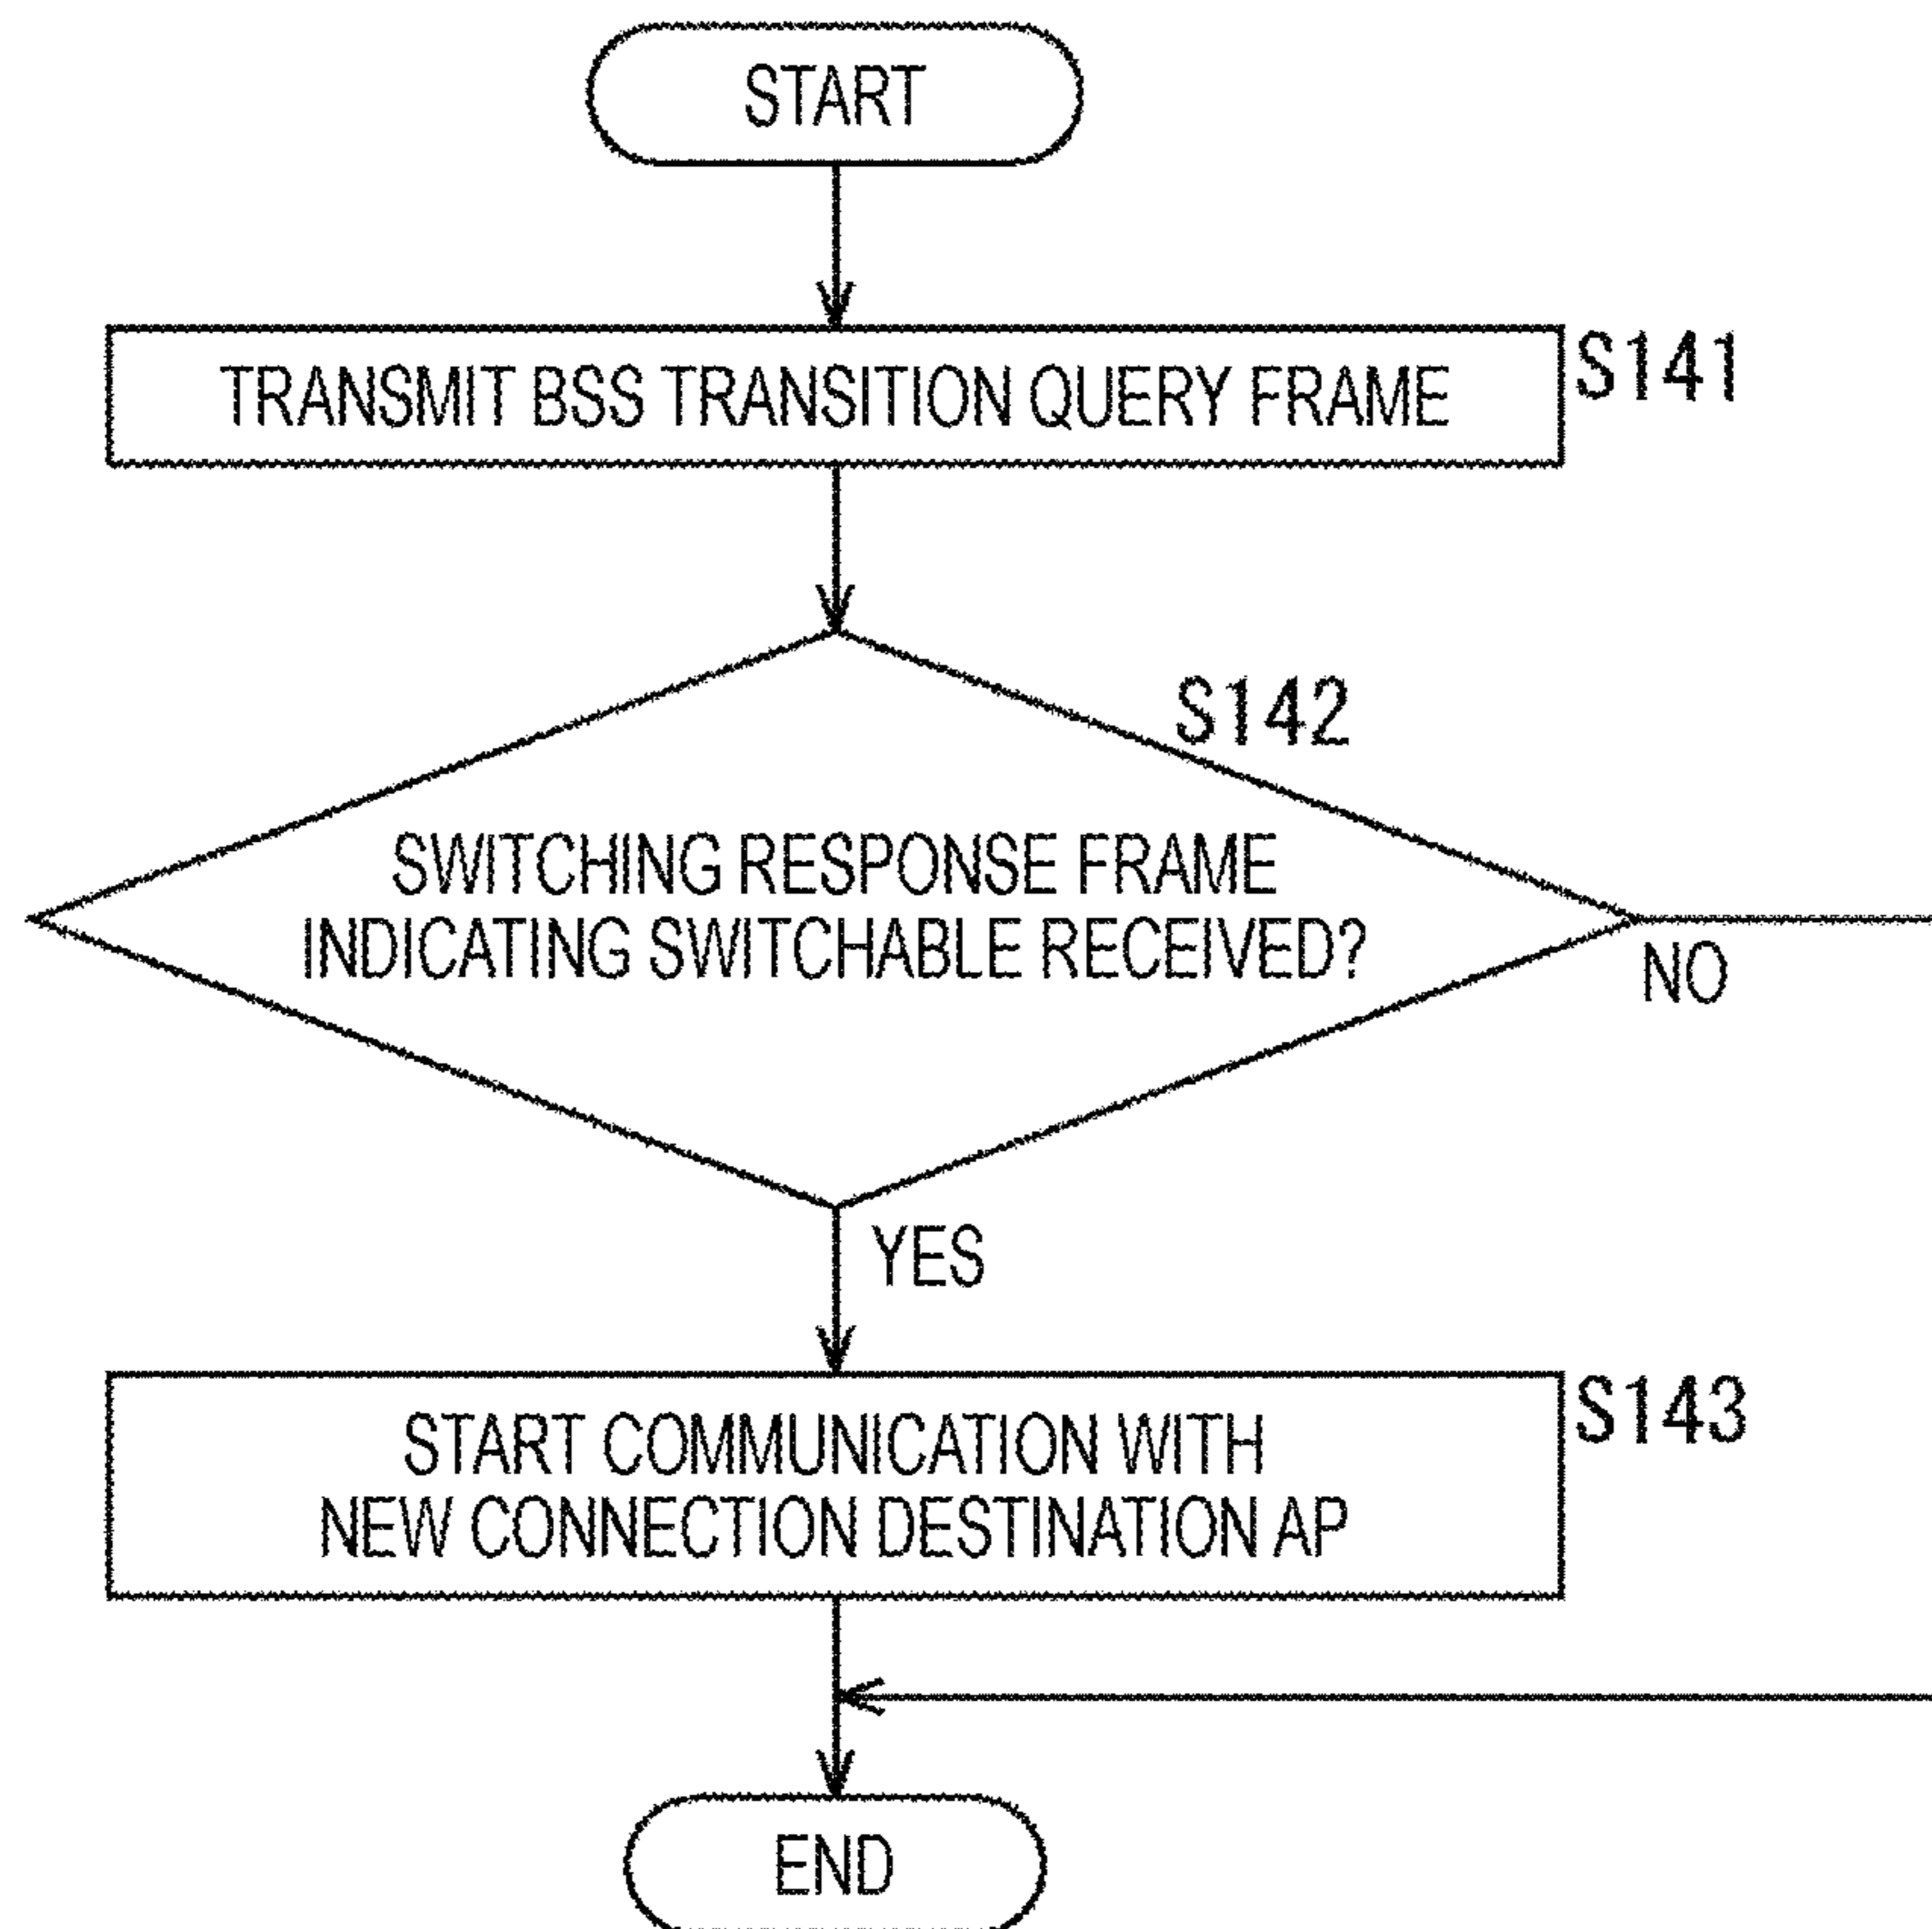 START
TRANSMIT BSS TRANSITION QUERY FRAME
S141
S142
SWITCHING RESPONSE FRAME
INDICATING SWITCHABLE RECEIVED?
NO
YES
START COMMUNICATION WITH
NEW CONNECTION DESTINATION AP
S143
END